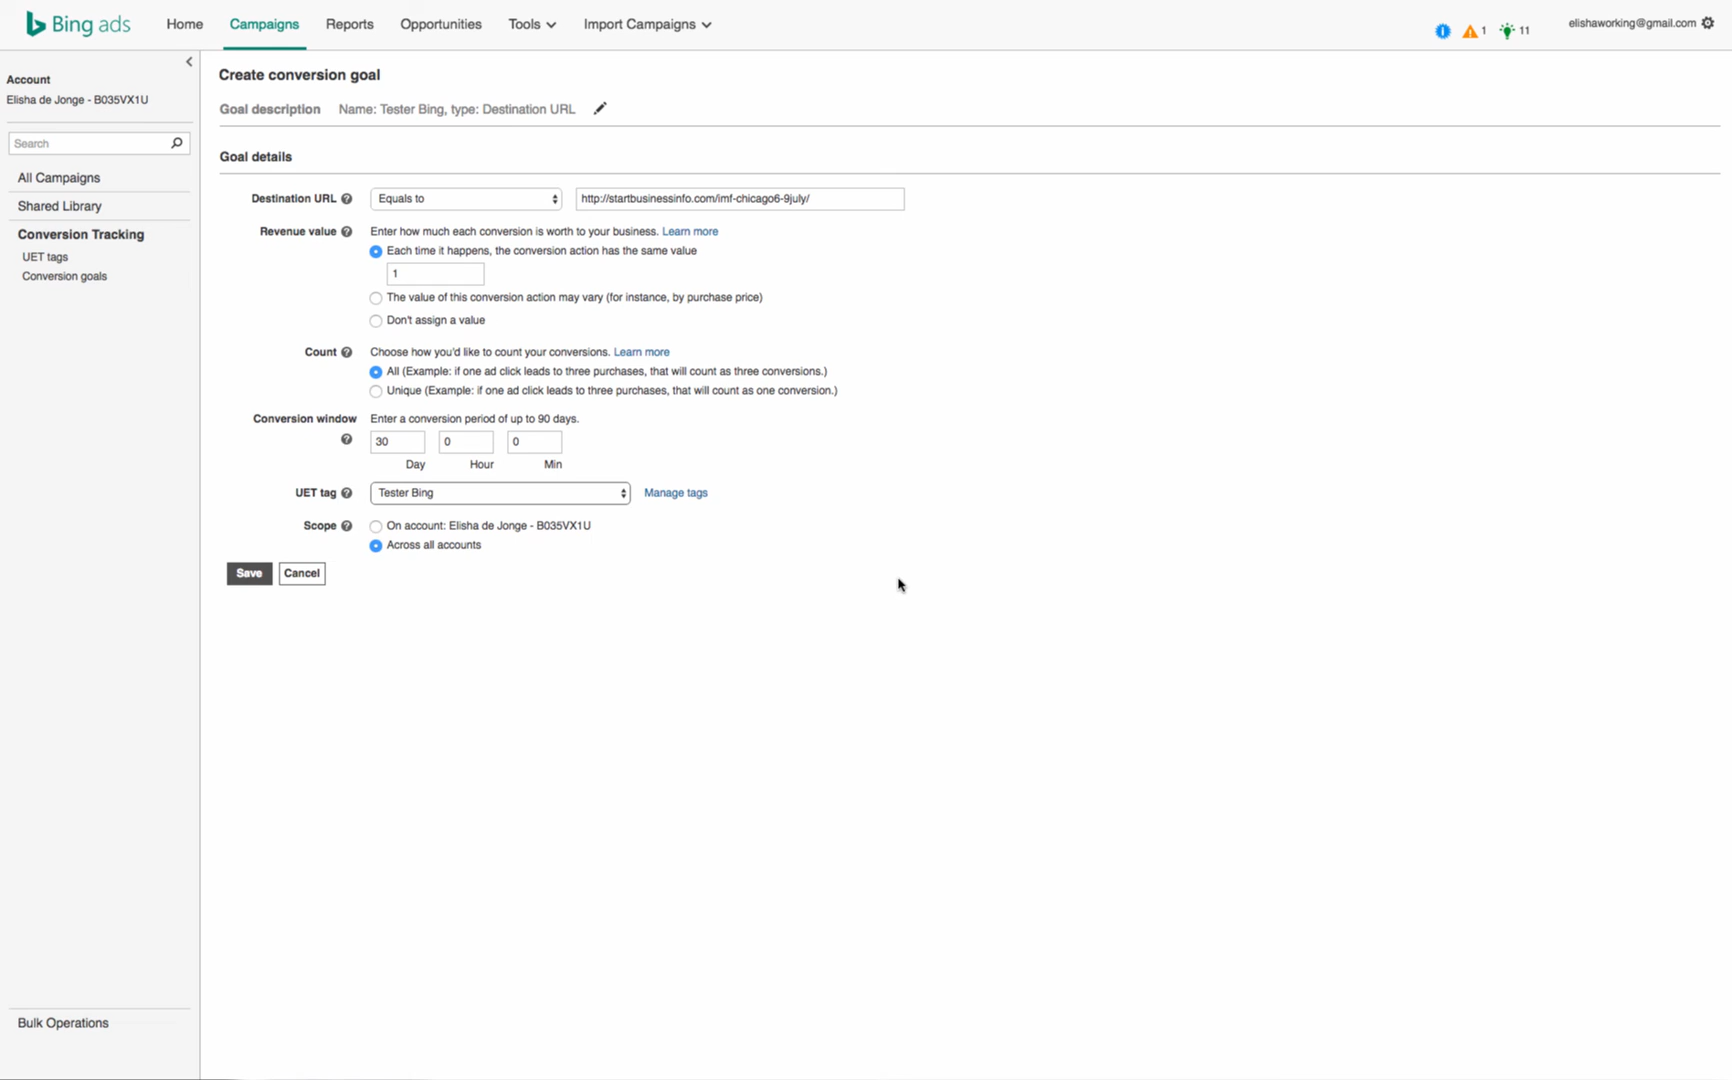 Bing ads
Home
Campaigns
Reports
Opportunities
Tools
Import Campaigns
1
11
elishaworking@gmail.com
Account
Elisha de Jonge - B035VX1U
Search
All Campaigns
Shared Library
Conversion Tracking
UET tags
Conversion goals
Bulk Operations
Create conversion goal
Goal description Name: Tester Bing, type: Destination URL
Goal details
Destination URL Equals to http://startbusinessinfo.com/imf-chicago6-9july/
Revenue value Enter how much each conversion is worth to your business. Learn more
Each time it happens, the conversion action has the same value
1
The value of this conversion action may vary (for instance, by purchase price)
Don't assign a value
Count Choose how you'd like to count your conversions. Learn more
All (Example: if one ad click leads to three purchases, that will count as three conversions.)
Unique (Example: if one ad click leads to three purchases, that will count as one conversion.)
Conversion window Enter a conversion period of up to 90 days.
30 0 0
Day Hour Min
UET tag Tester Bing Manage tags
Scope On account: Elisha de Jonge - B035VX1U
Across all accounts
Save Cancel